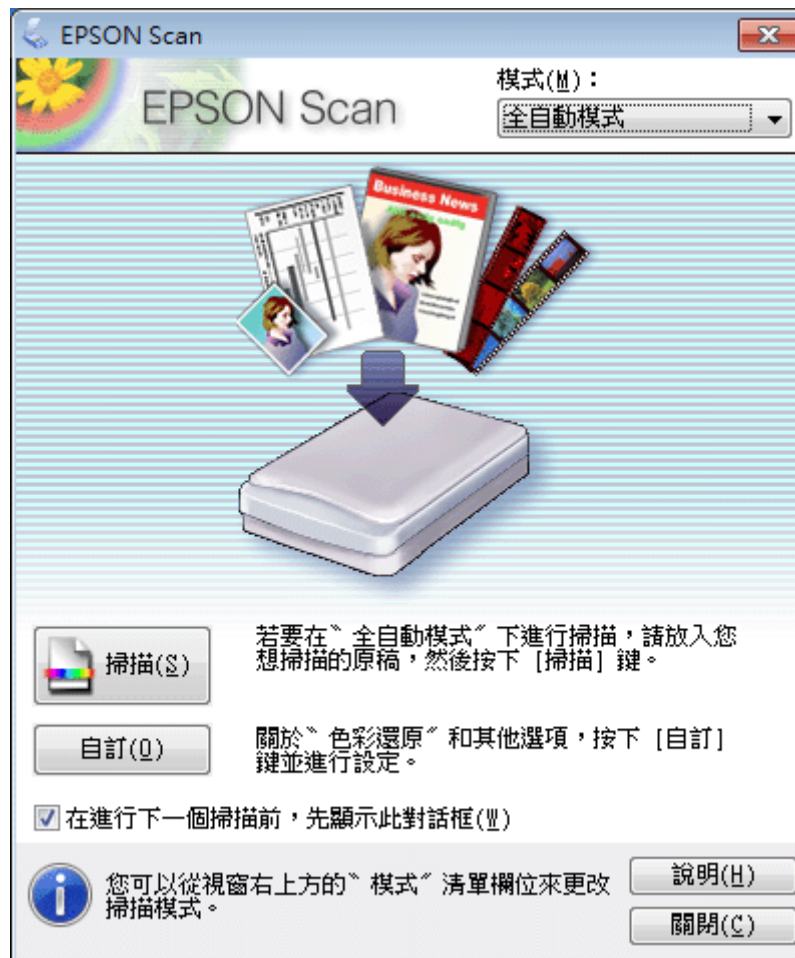 EPSON Scan
EPSON Scan
模式(M)：
全自動模式
Business News
掃描(S)
若要在〝全自動模式〞下進行掃描，請放入您
想掃描的原稿，然後按下 [掃描] 鍵。
自訂(O)
關於〝色彩還原〞和其他選項，按下 [自訂]
鍵並進行設定。
在進行下一個掃描前，先顯示此對話框(W)
您可以從視窗右上方的〝模式〞清單欄位來更改
掃描模式。
說明(H)
關閉(C)